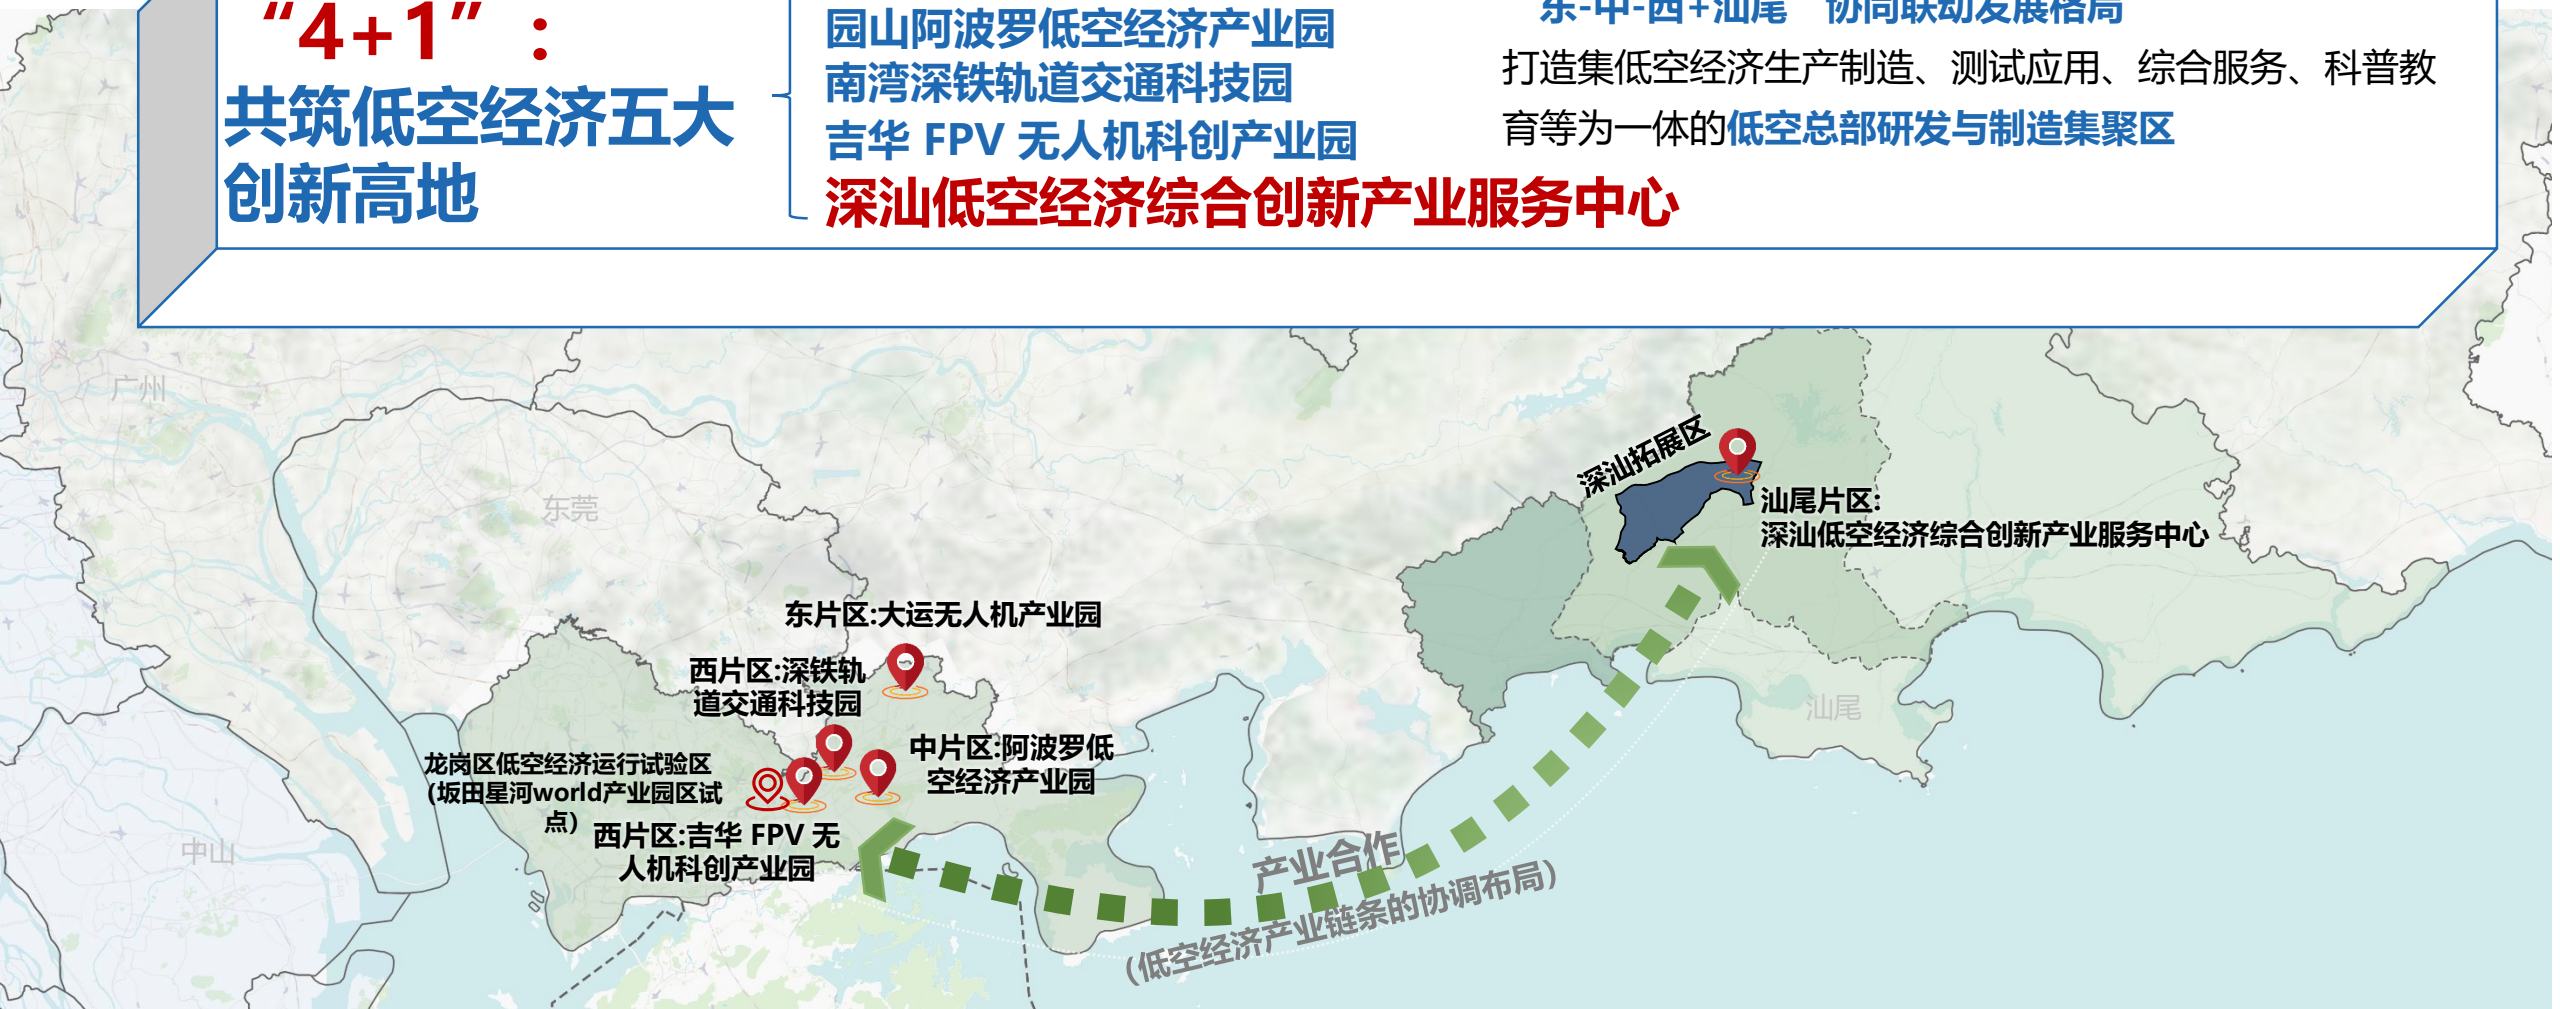 “4+1”：
共筑低空经济五大
创新高地
园山阿波罗低空经济产业园
南湾深铁轨道交通科技园
吉华 FPV 无人机科创产业园
深汕低空经济综合创新产业服务中心
东-中-西+汕尾 协同联动发展格局
打造集低空经济生产制造、测试应用、综合服务、科普教
育等为一体的低空总部研发与制造集聚区
广州
东莞
深汕拓展区
汕尾片区:
深汕低空经济综合创新产业服务中心
东片区:大运无人机产业园
西片区:深铁轨
道交通科技园
中片区:阿波罗低
空经济产业园
汕尾
龙岗区低空经济运行试验区
(坂田星河world产业园区试
点)
西片区:吉华 FPV 无
人机科创产业园
中山
产业合作
(低空经济产业链条的协调布局)